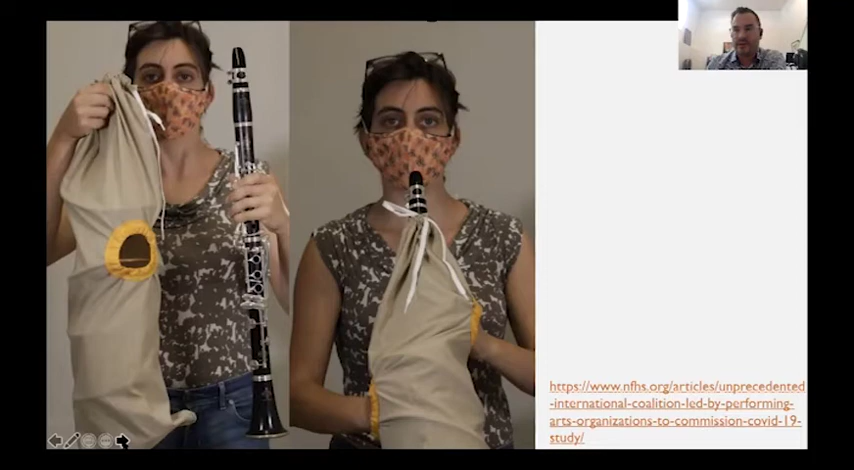 https://www.nfhs.org/articles/unprecedented
-international-coalition-led-by-performing-
arts-organizations-to-commission-covid-19-
study/